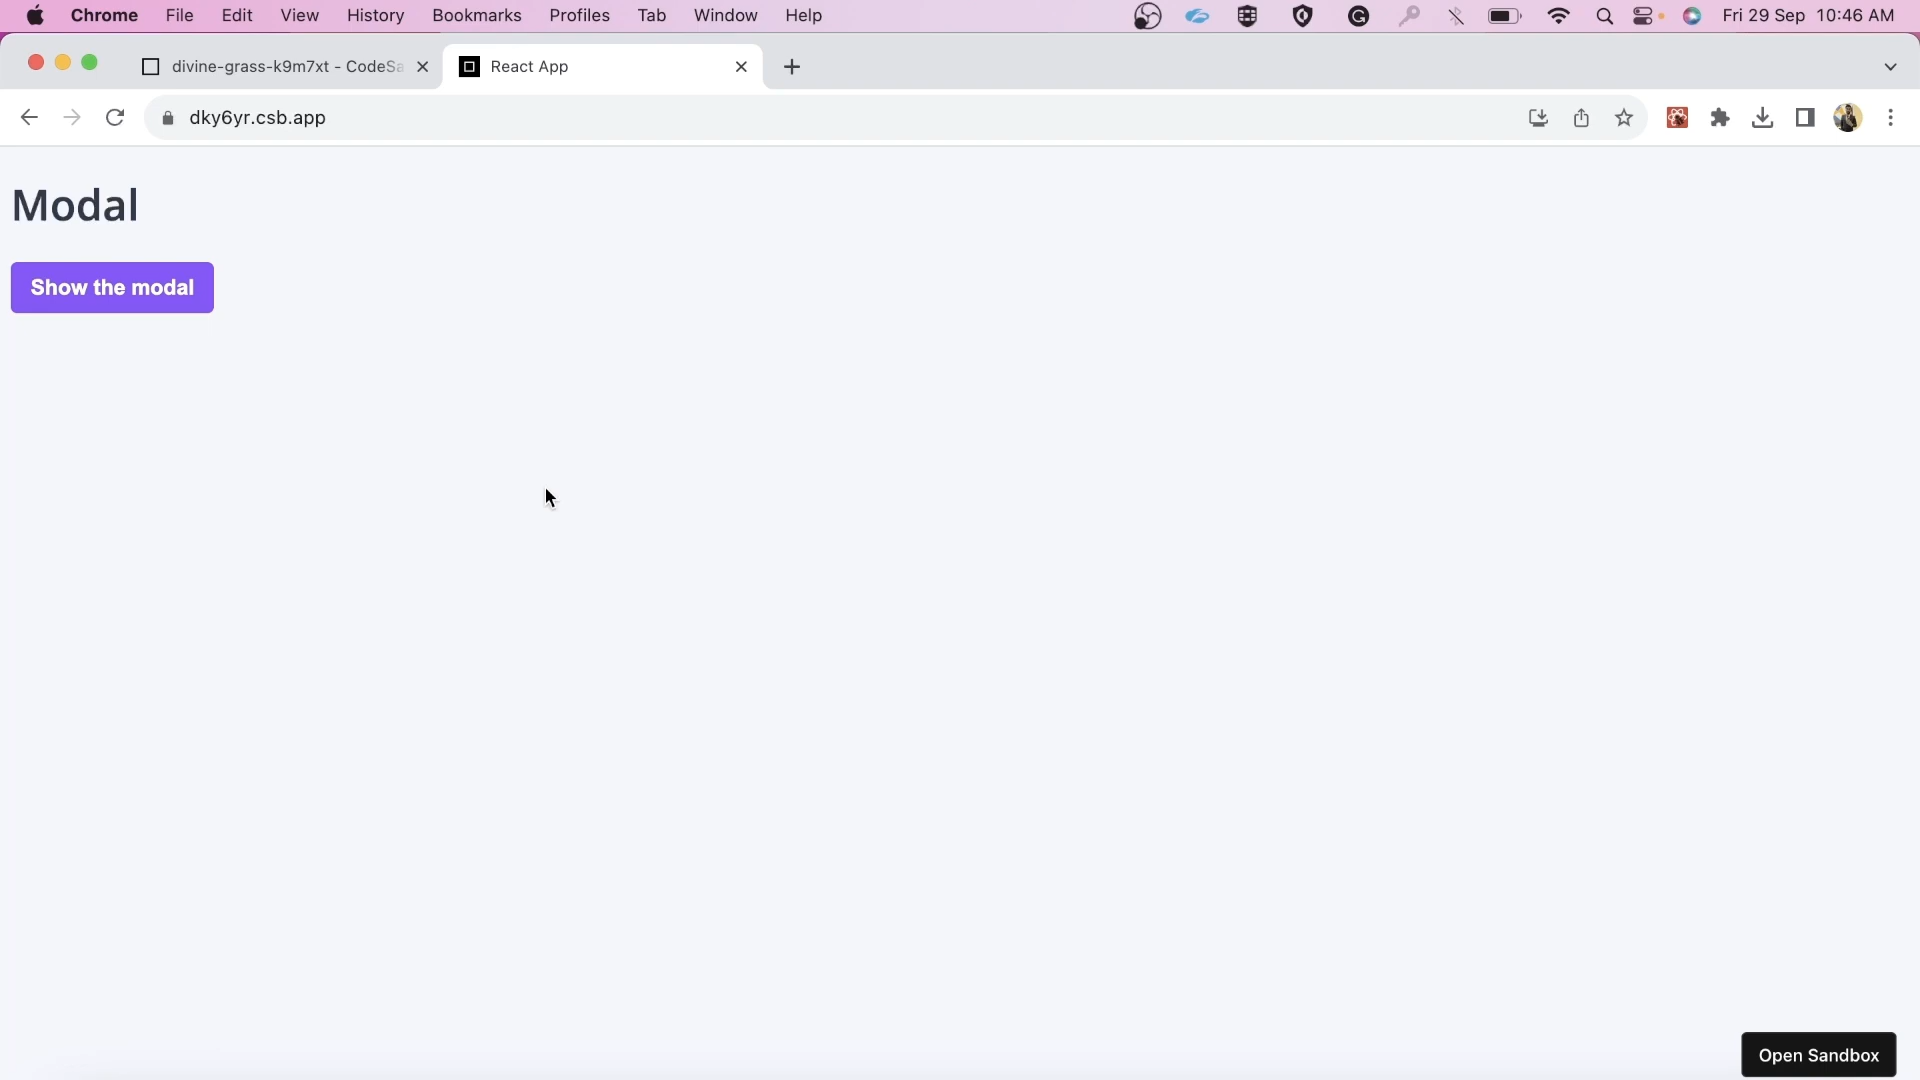 Chrome File Edit View History Bookmarks Profiles Tab Window Help Fri 29 Sep 10:46 AM
divine-grass-k9m7xt - CodeSa React App
dky6yr.csb.app
Modal
Show the modal
Open Sandbox